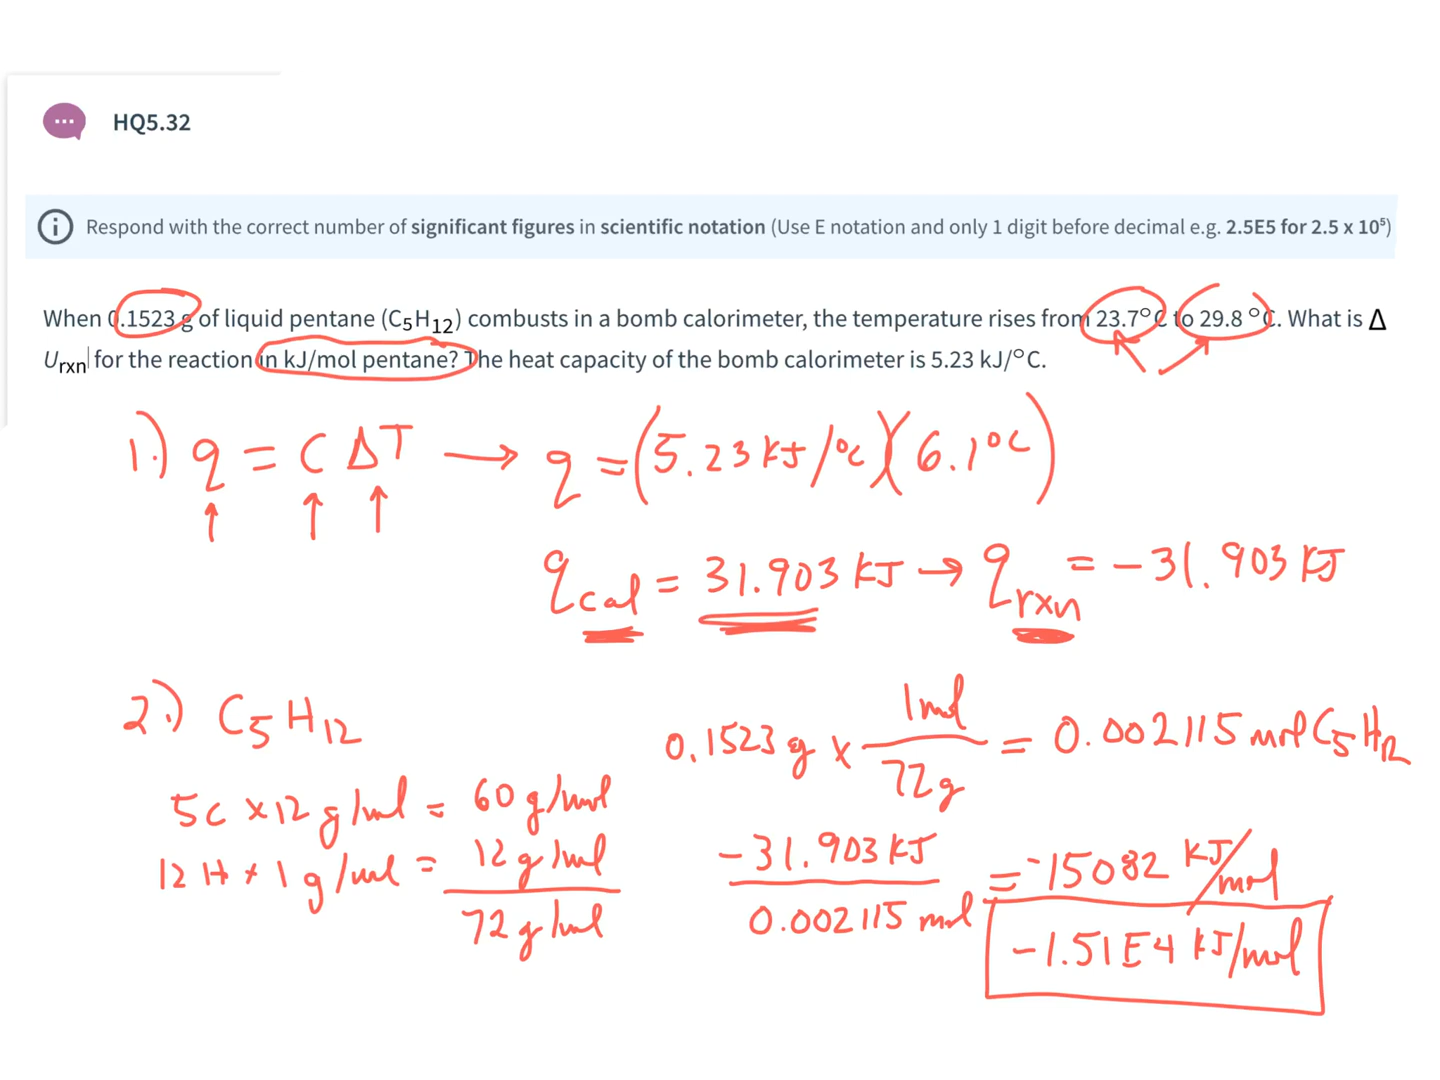 HQ5.32
Respond with the correct number of significant figures in scientific notation (Use E notation and only 1 digit before decimal e.g. 2.5E5 for 2.5 x 10⁵)
When 0.1523 g of liquid pentane (C₅H₁₂) combusts in a bomb calorimeter, the temperature rises from 23.7°C to 29.8 °C. What is Δ
Urxn for the reaction in kJ/mol pentane? The heat capacity of the bomb calorimeter is 5.23 kJ/°C.
1.) q = C ΔT → q = (5.23 kJ/°C)(6.1°C)
qcal = 31.903 kJ → qrxn = -31.903 kJ
2.) C₅H₁₂
5C x 12 g/mol = 60 g/mol
12 H x 1 g/mol = 12 g/mol
72 g/mol
0.1523 g x 1 mol / 72 g = 0.002115 mol C₅H₁₂
-31.903 kJ / 0.002115 mol = -15082 kJ/mol
-1.51E4 kJ/mol